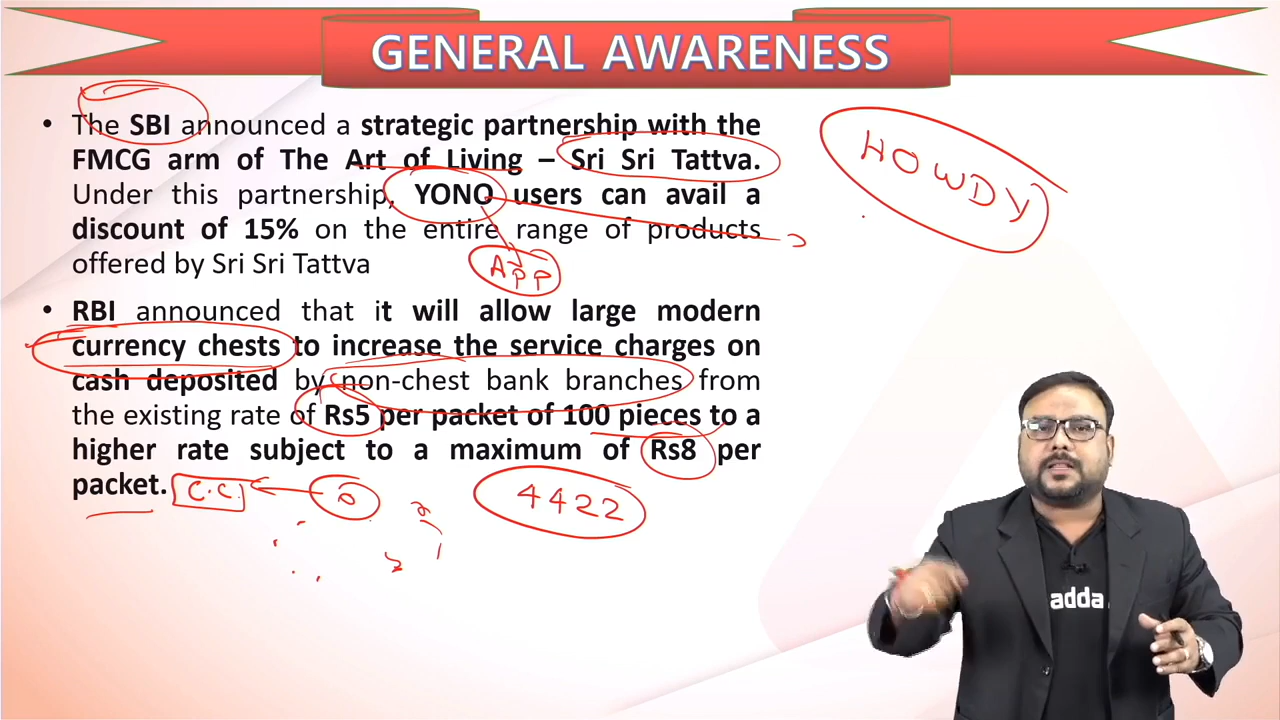 GENERAL AWARENESS
• The SBI announced a strategic partnership with the
FMCG arm of The Art of Living – Sri Sri Tattva.
Under this partnership, YONO users can avail a
discount of 15% on the entire range of products
offered by Sri Sri Tattva
HOWDY
APP
• RBI announced that it will allow large modern
currency chests to increase the service charges on
cash deposited by non-chest bank branches from
the existing rate of Rs5 per packet of 100 pieces to a
higher rate subject to a maximum of Rs8 per
packet.
C.C.
4422
adda